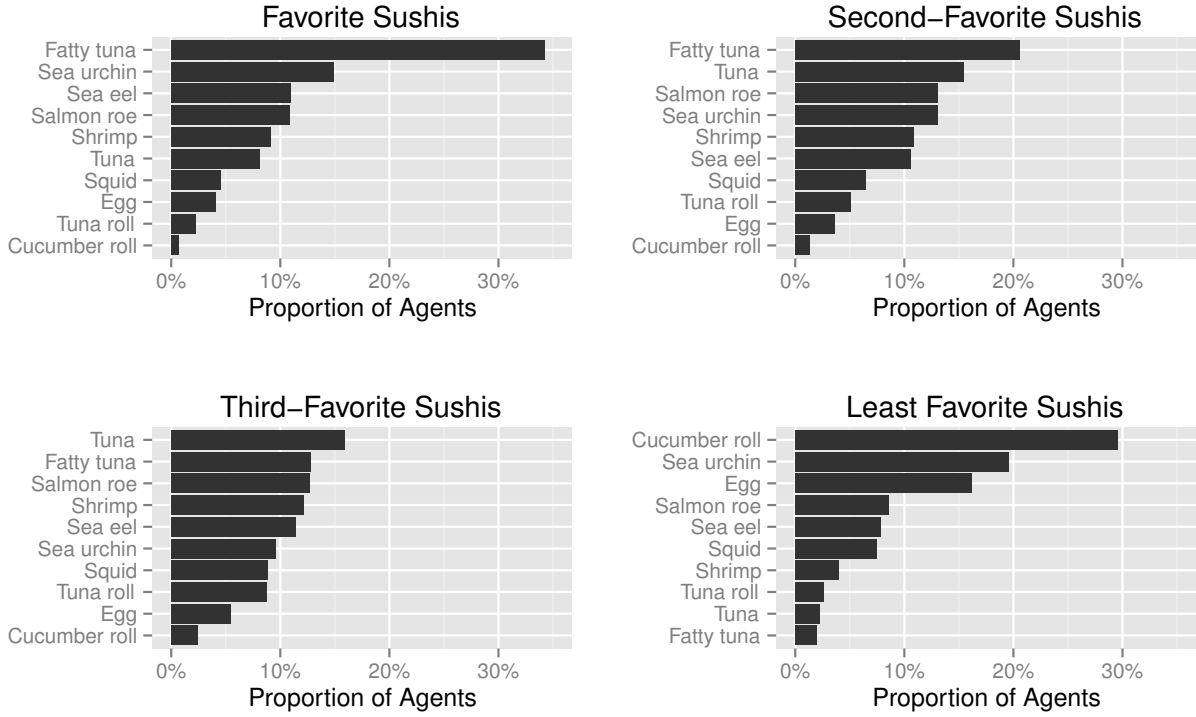 Favorite Sushis
Fatty tuna
Sea urchin
Sea eel
Salmon roe
Shrimp
Tuna
Squid
Egg
Tuna roll
Cucumber roll
0% 10% 20% 30%
Proportion of Agents
Second−Favorite Sushis
Fatty tuna
Tuna
Salmon roe
Sea urchin
Shrimp
Sea eel
Squid
Tuna roll
Egg
Cucumber roll
0% 10% 20% 30%
Proportion of Agents
Third−Favorite Sushis
Tuna
Fatty tuna
Salmon roe
Shrimp
Sea eel
Sea urchin
Squid
Tuna roll
Egg
Cucumber roll
0% 10% 20% 30%
Proportion of Agents
Least Favorite Sushis
Cucumber roll
Sea urchin
Egg
Salmon roe
Sea eel
Squid
Shrimp
Tuna roll
Tuna
Fatty tuna
0% 10% 20% 30%
Proportion of Agents